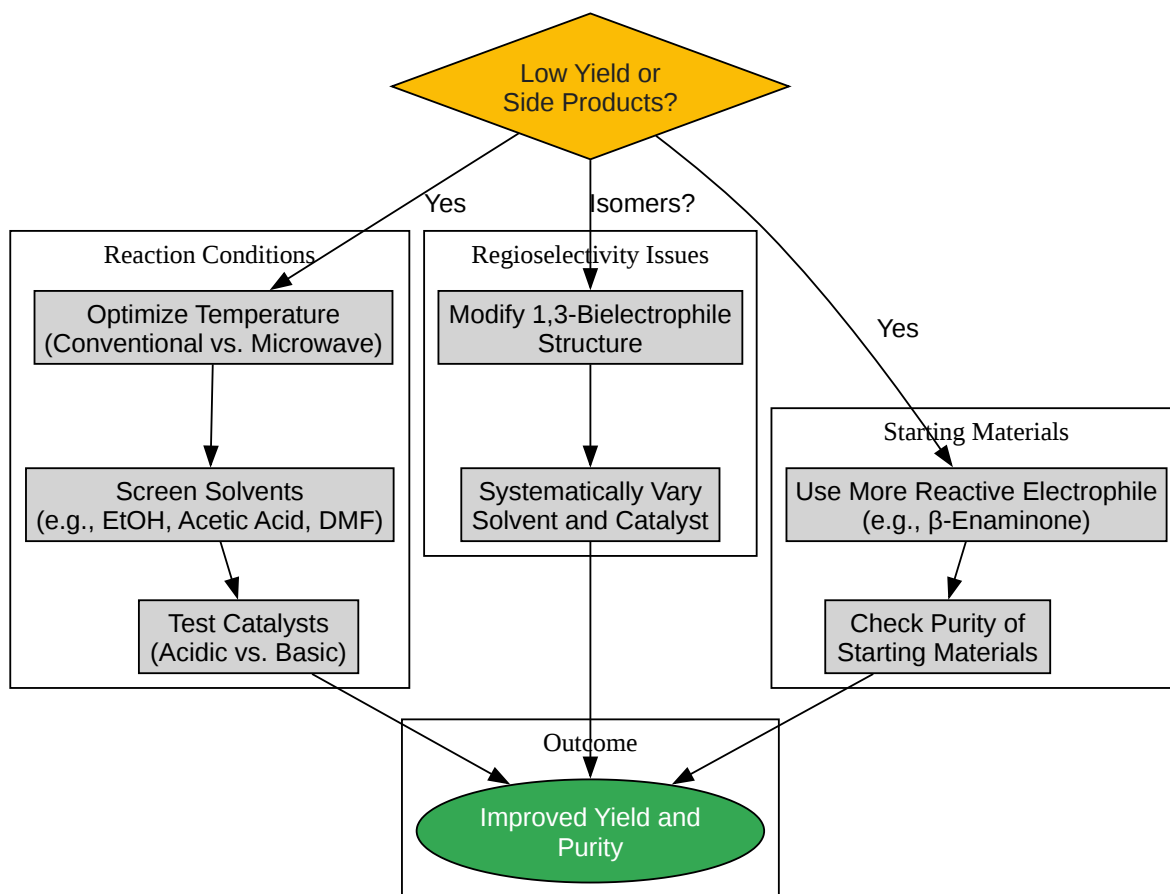 Low Yield or
Side Products?
Yes
Isomers?
Yes
Reaction Conditions
Optimize Temperature
(Conventional vs. Microwave)
Screen Solvents
(e.g., EtOH, Acetic Acid, DMF)
Test Catalysts
(Acidic vs. Basic)
Regioselectivity Issues
Modify 1,3-Bielectrophile
Structure
Systematically Vary
Solvent and Catalyst
Starting Materials
Use More Reactive Electrophile
(e.g., β-Enaminone)
Check Purity of
Starting Materials
Outcome
Improved Yield and
Purity